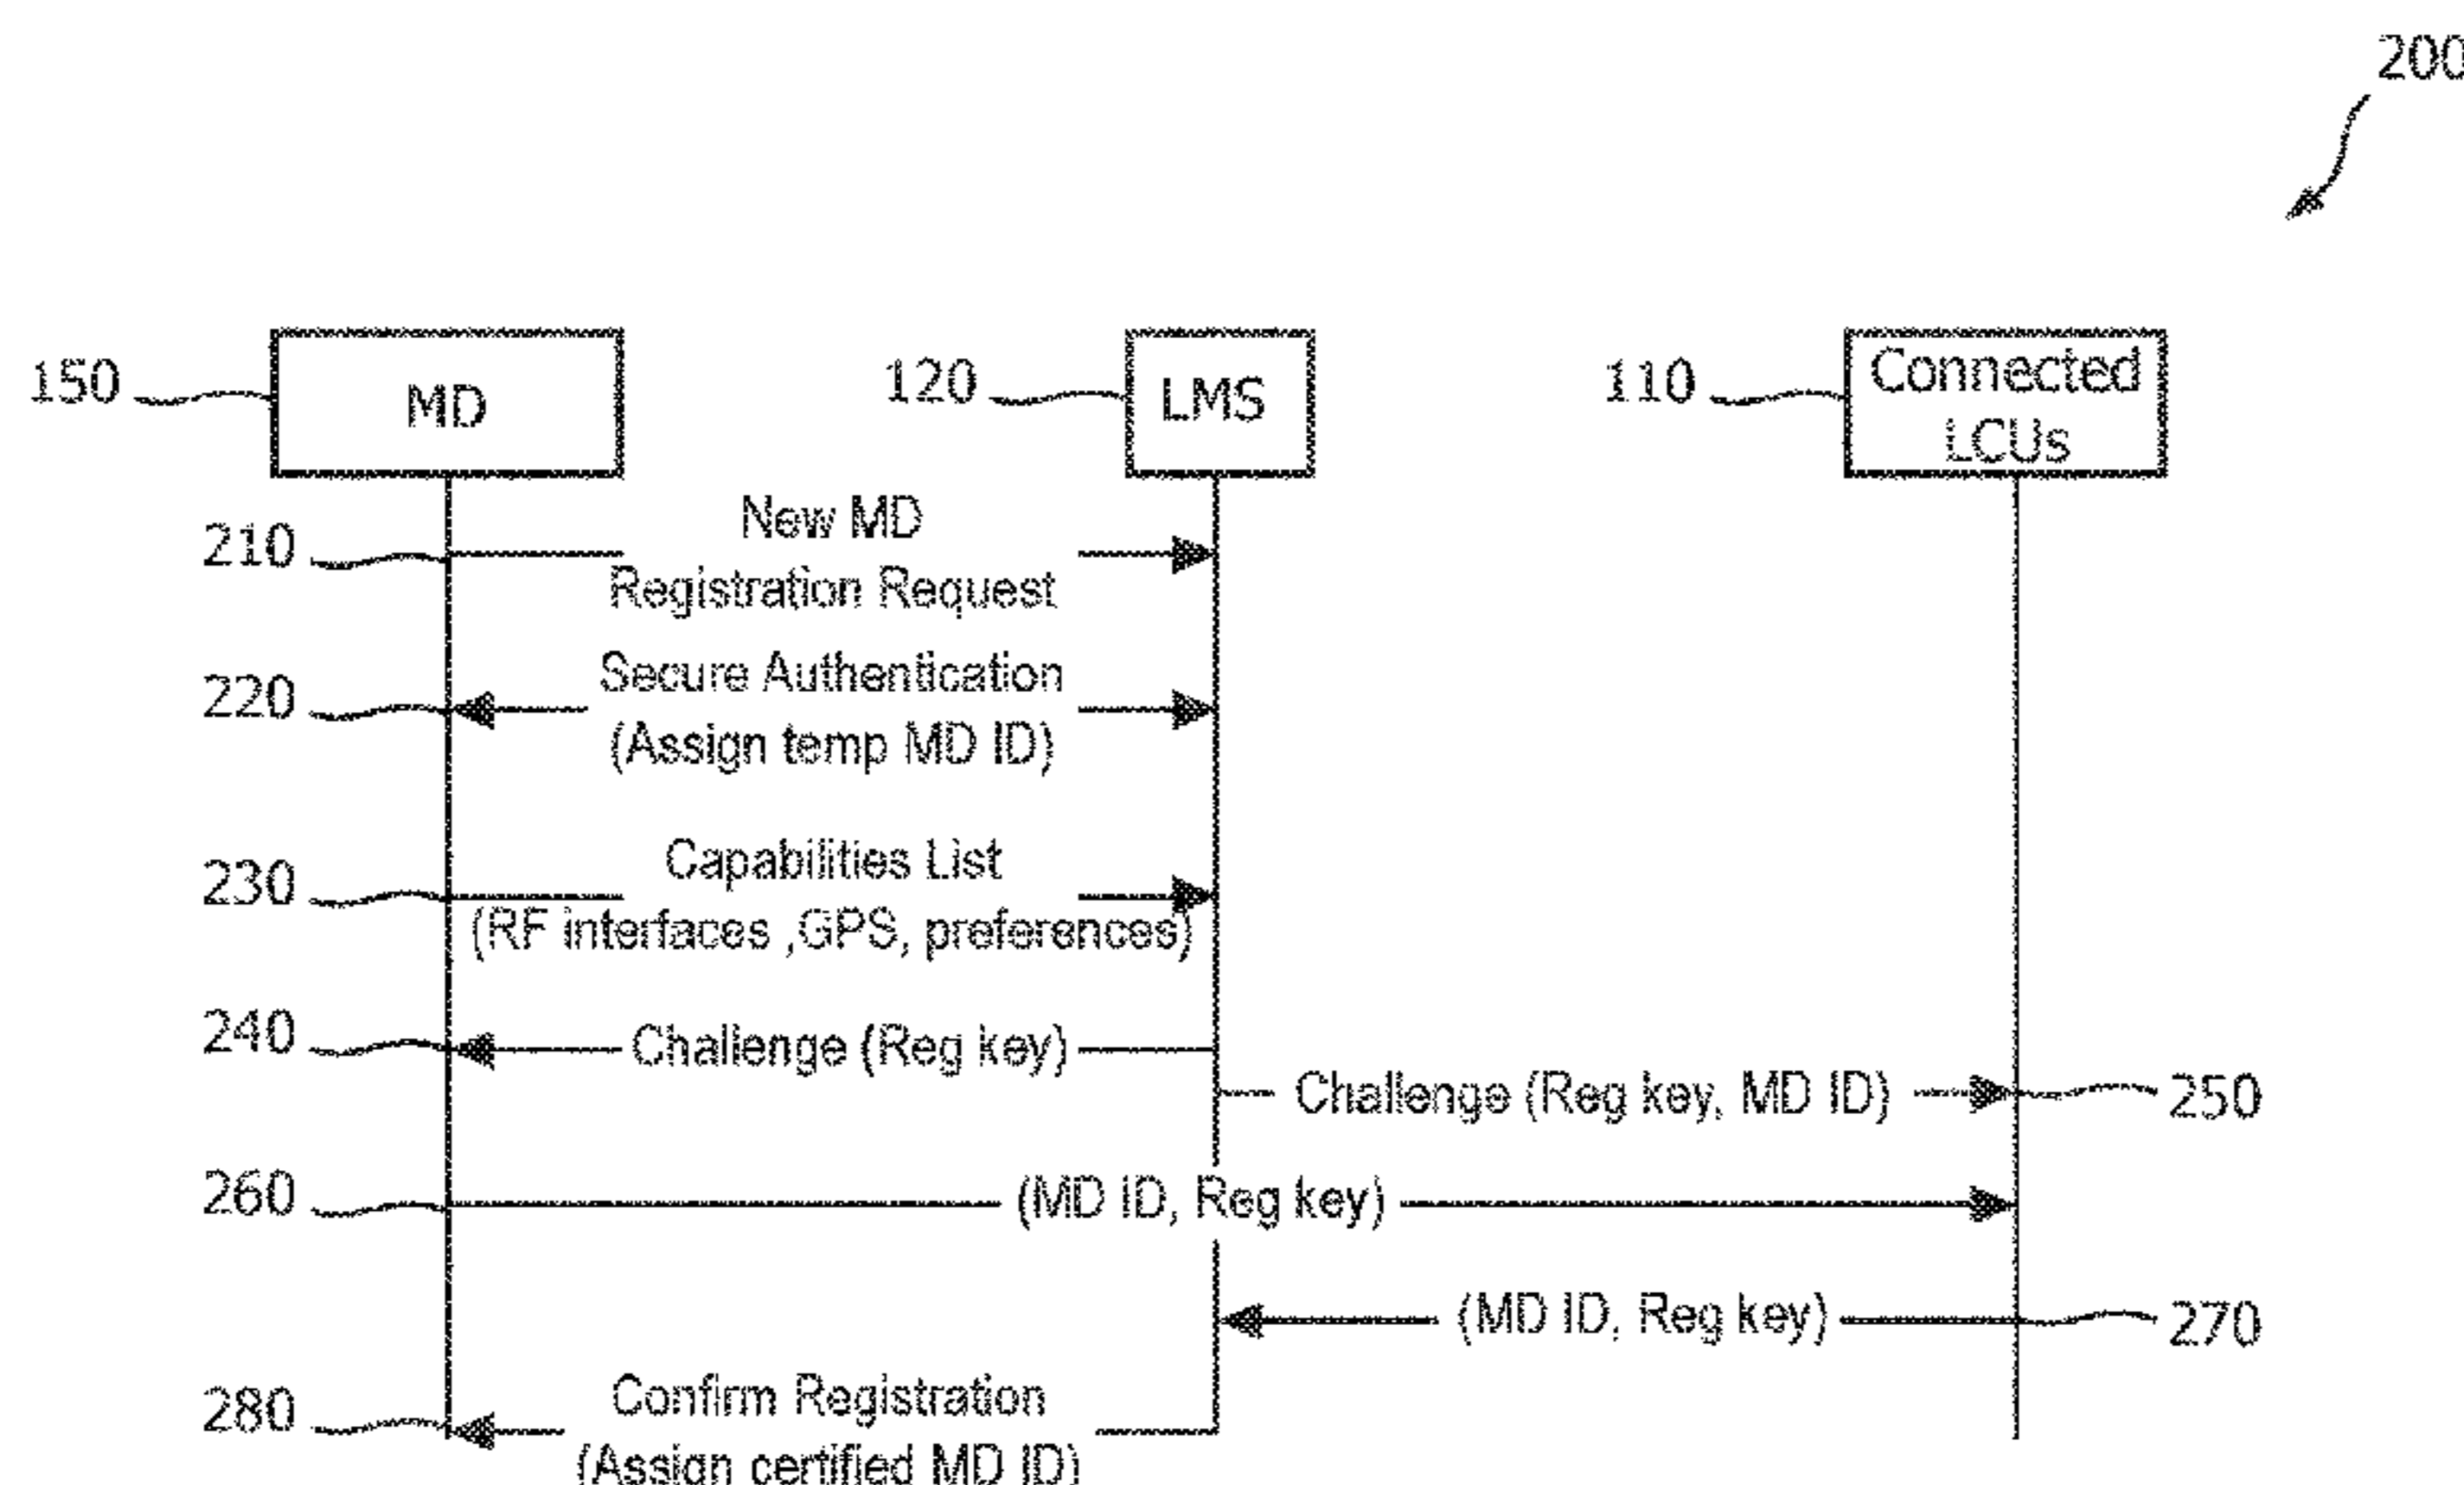 200
150
MD
120
LMS
110
Connected
LCUs
210
New MD
Registration Request
220
Secure Authentication
(Assign temp MD ID)
230
Capabilities List
(RF interfaces ,GPS, preferences)
240
Challenge (Reg key)
Challenge (Reg key, MD ID)
250
260
(MD ID, Reg key)
(MD ID, Reg key)
270
280
Confirm Registration
(Assign certified MD ID)